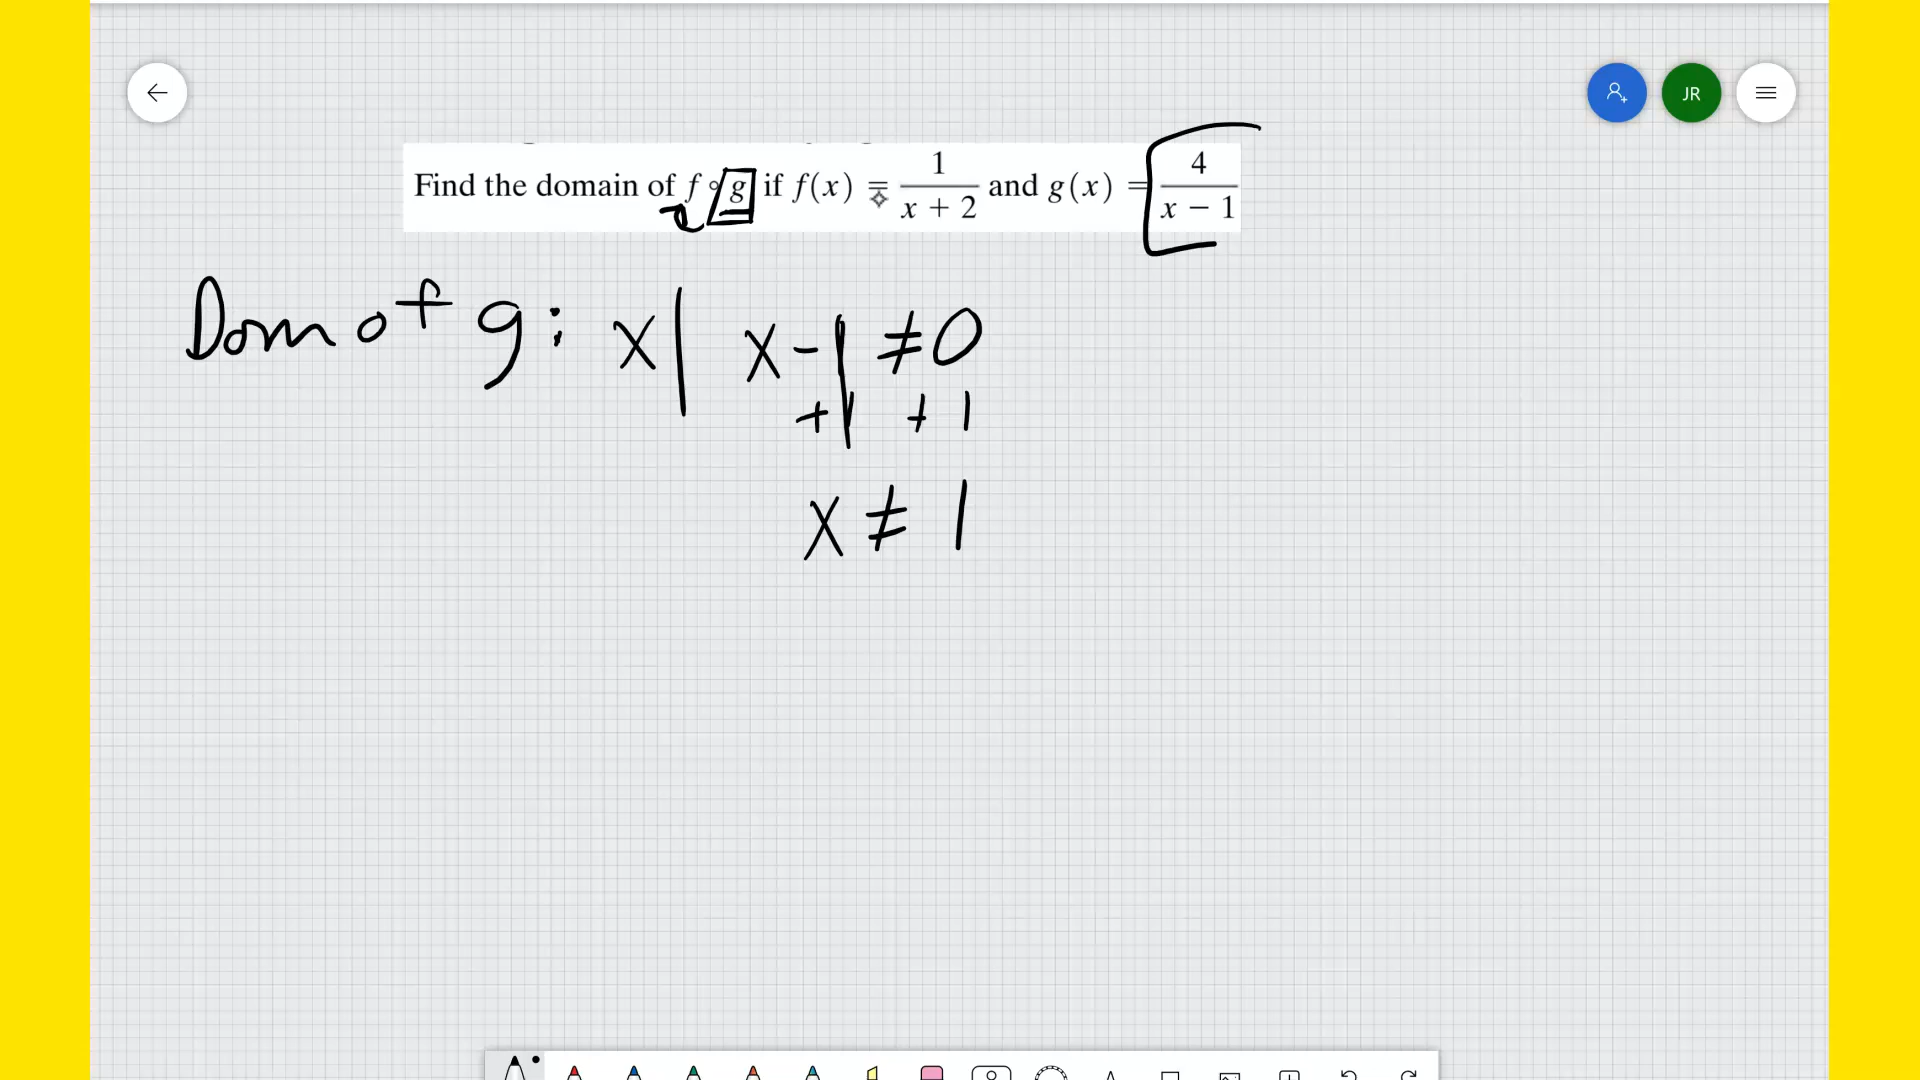 JR
Find the domain of f ∘ g if f(x) = 1/(x + 2) and g(x) = 4/(x − 1)
Dom of g: x | x - 1 ≠ 0
+1 +1
x ≠ 1